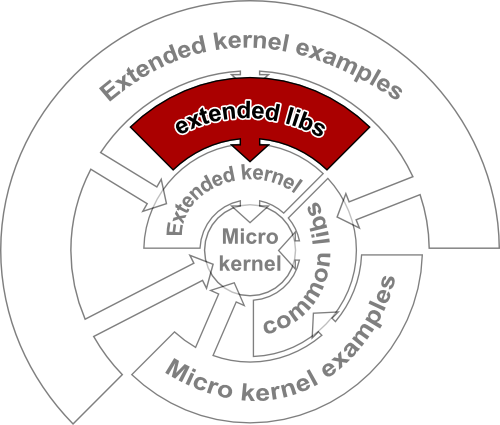 Extended kernel examples
extended libs
Extended kernel
Micro
kernel
common libs
Micro kernel examples